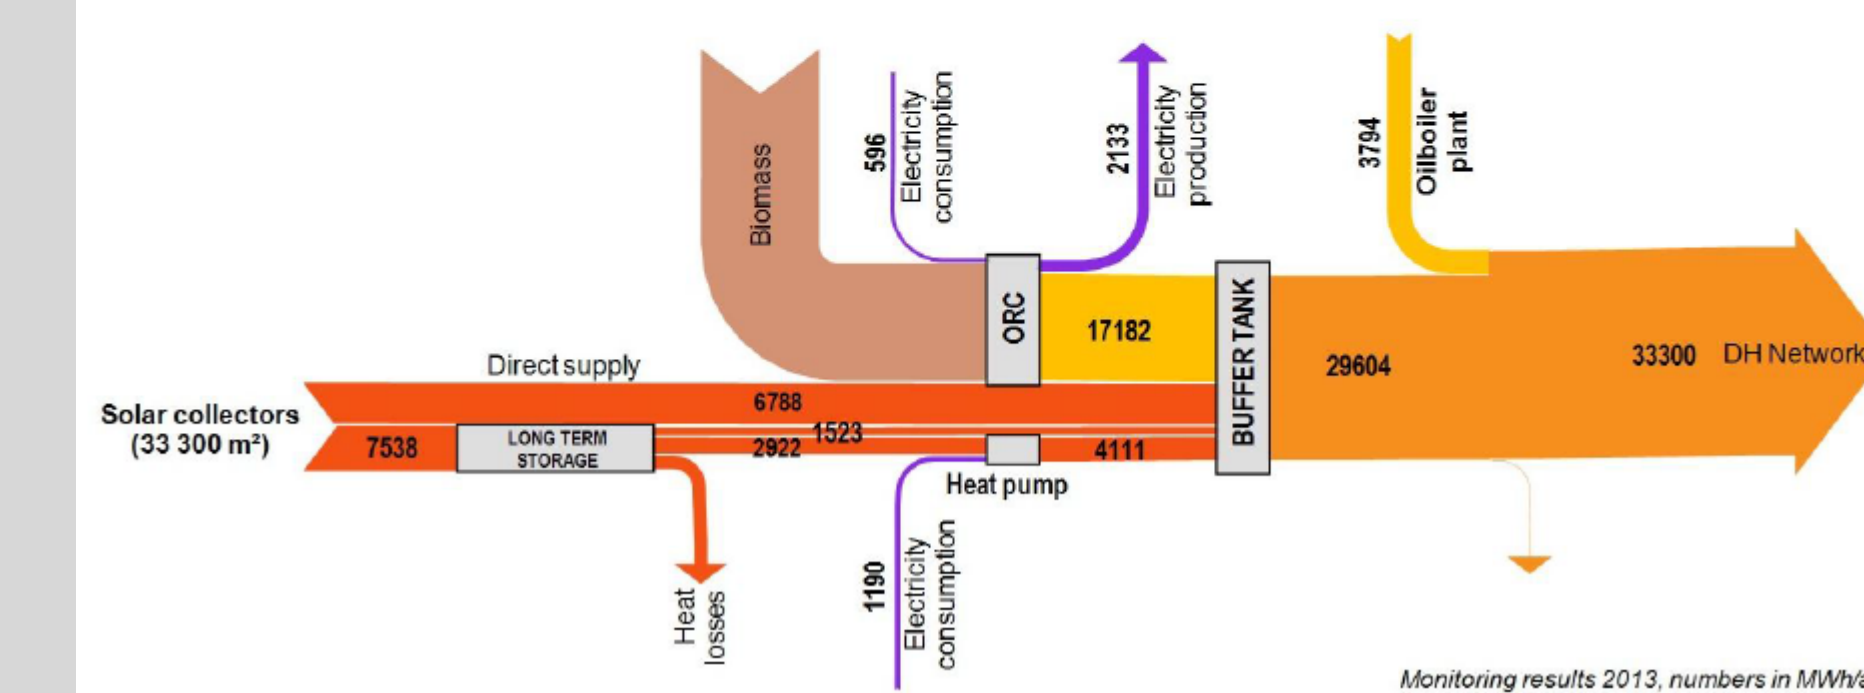 Biomass
596
Electricity
consumption
2133
Electricity
production
3794
Oilboiler
plant
ORC
17182
BUFFER TANK
29604
33300
DH Network
Direct supply
Solar collectors
(33 300 m²)
6788
7538
LONG TERM
STORAGE
1523
2922
4111
Heat pump
Heat
losses
1190
Electricity
consumption
Monitoring results 2013, numbers in MWh/a